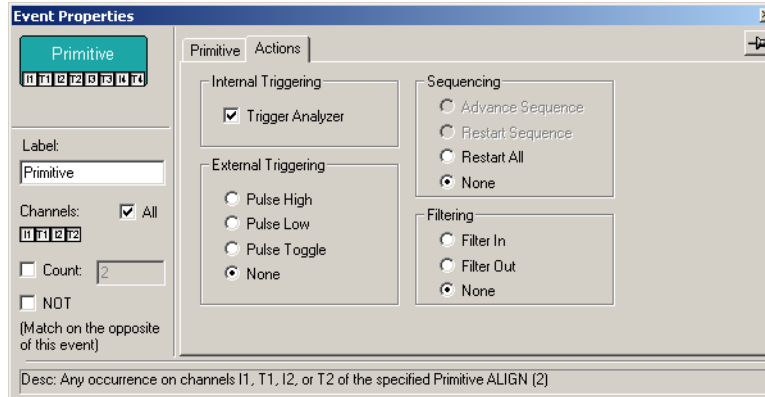 Event Properties
Primitive
I1 T1 I2 T2 I3 T3 I4 T4
Label:
Primitive
Channels: All
I1 T1 I2 T2
Count: 2
NOT
(Match on the opposite
of this event)
Primitive Actions
Internal Triggering
Trigger Analyzer
External Triggering
Pulse High
Pulse Low
Pulse Toggle
None
Sequencing
Advance Sequence
Restart Sequence
Restart All
None
Filtering
Filter In
Filter Out
None
Desc: Any occurrence on channels I1, T1, I2, or T2 of the specified Primitive ALIGN (2)